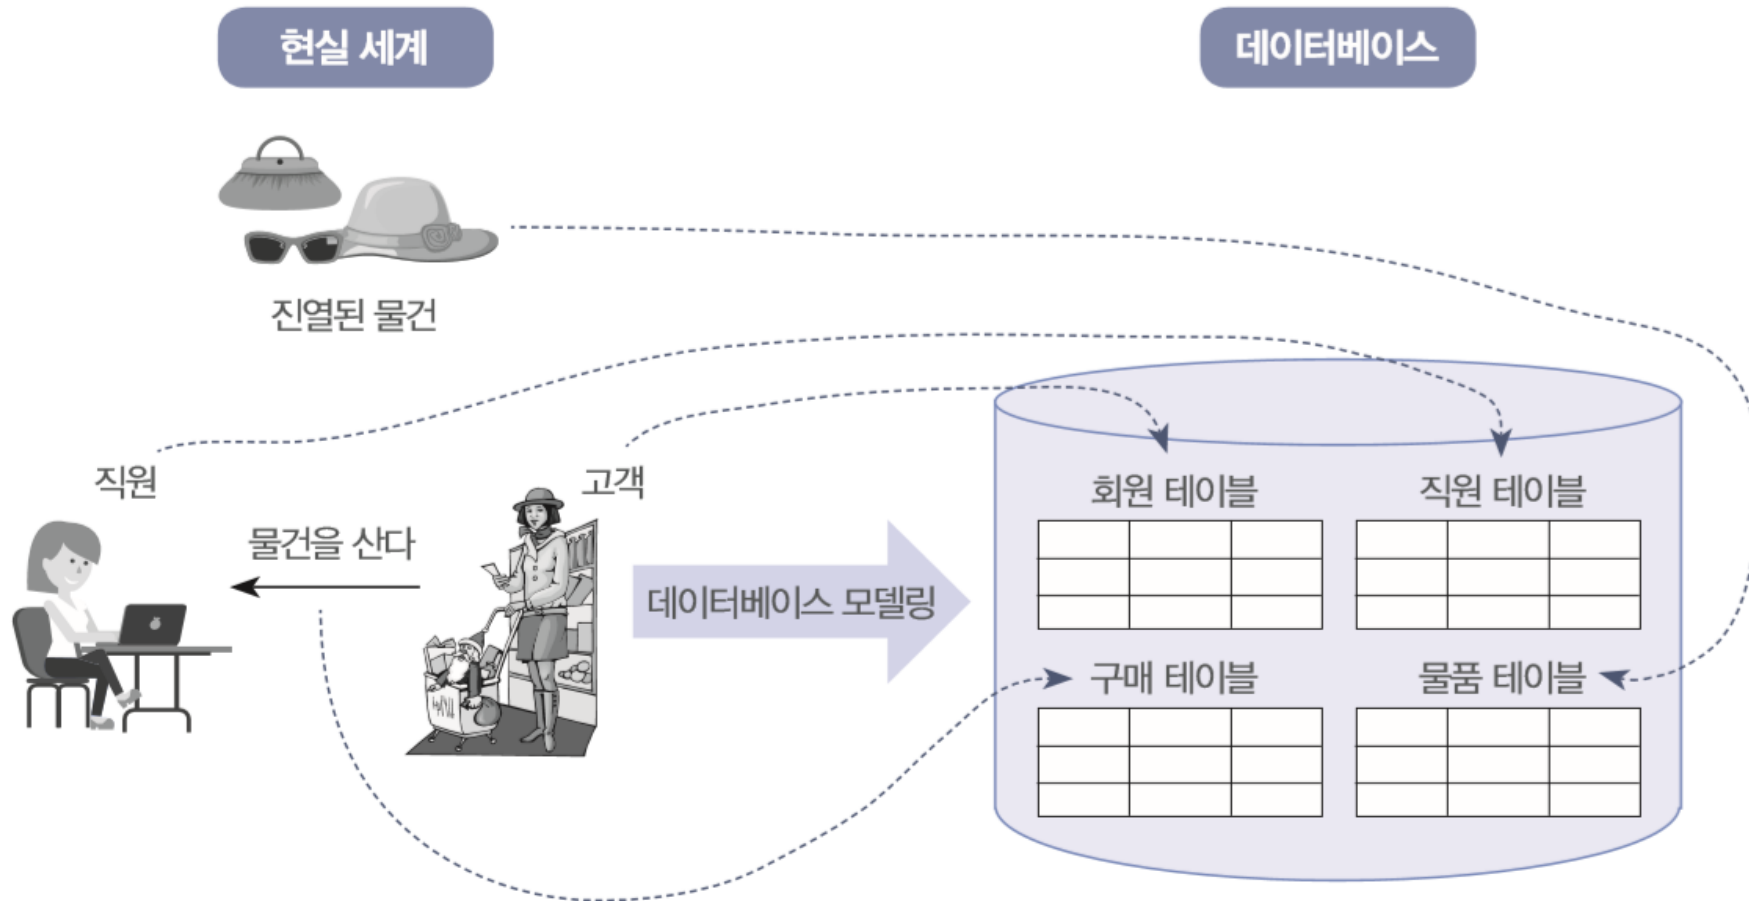 현실 세계
데이터베이스
진열된 물건
직원
고객
물건을 산다
데이터베이스 모델링
회원 테이블
직원 테이블
구매 테이블
물품 테이블